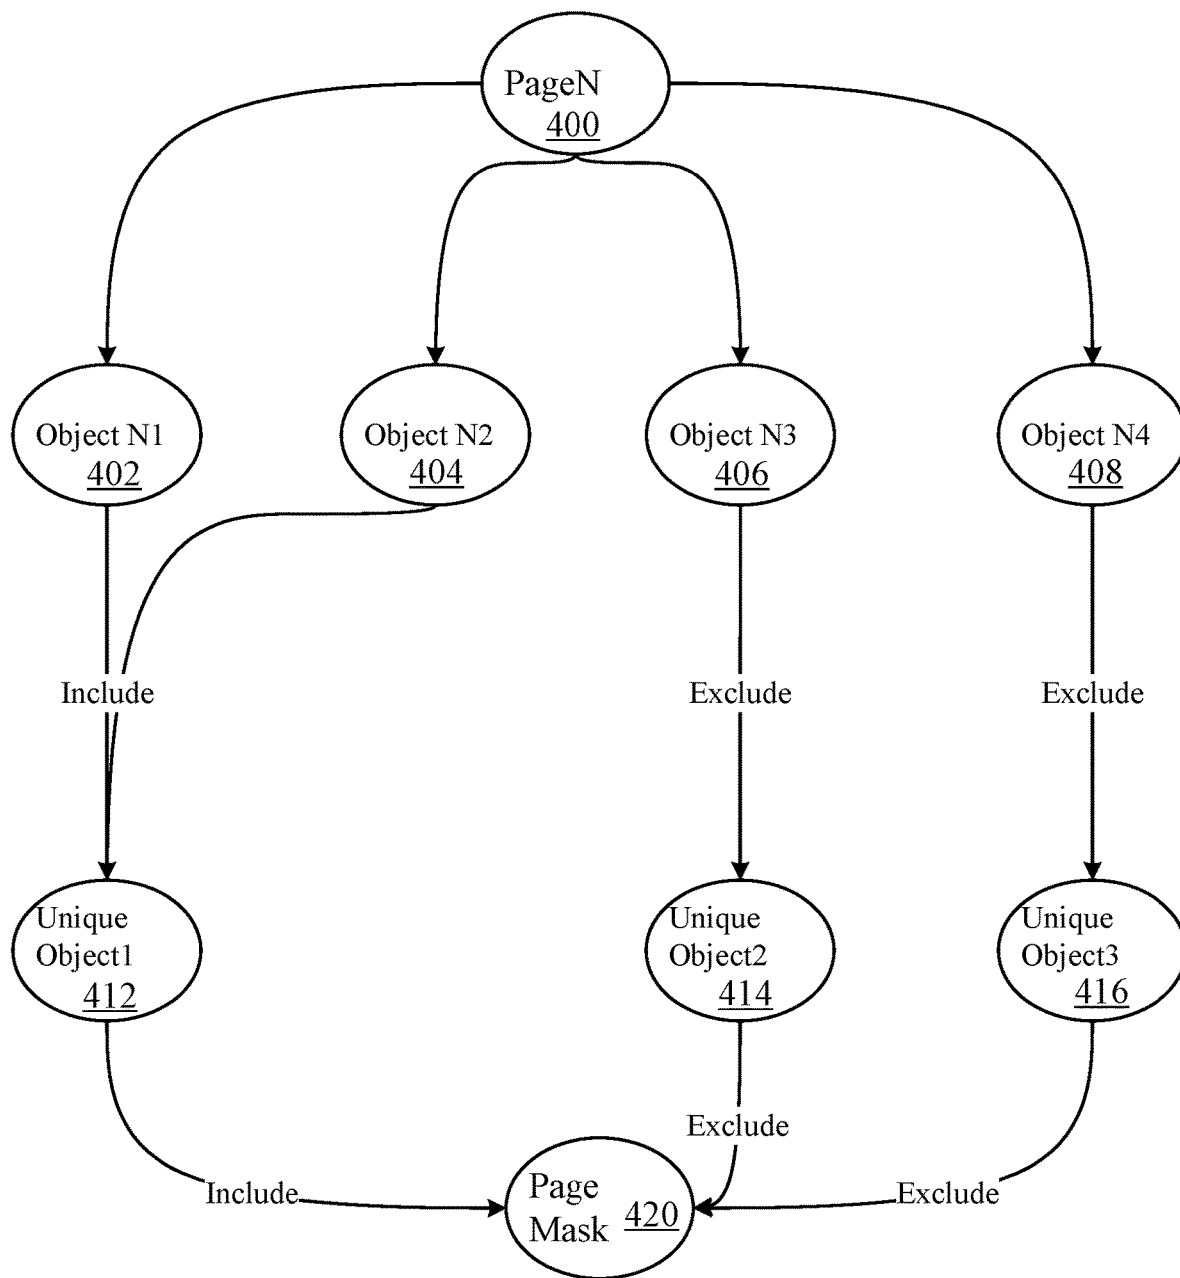 PageN
400
Object N1
402
Object N2
404
Object N3
406
Object N4
408
Include
Exclude
Exclude
Unique
Object1
412
Unique
Object2
414
Unique
Object3
416
Exclude
Include
Exclude
Page
Mask 420